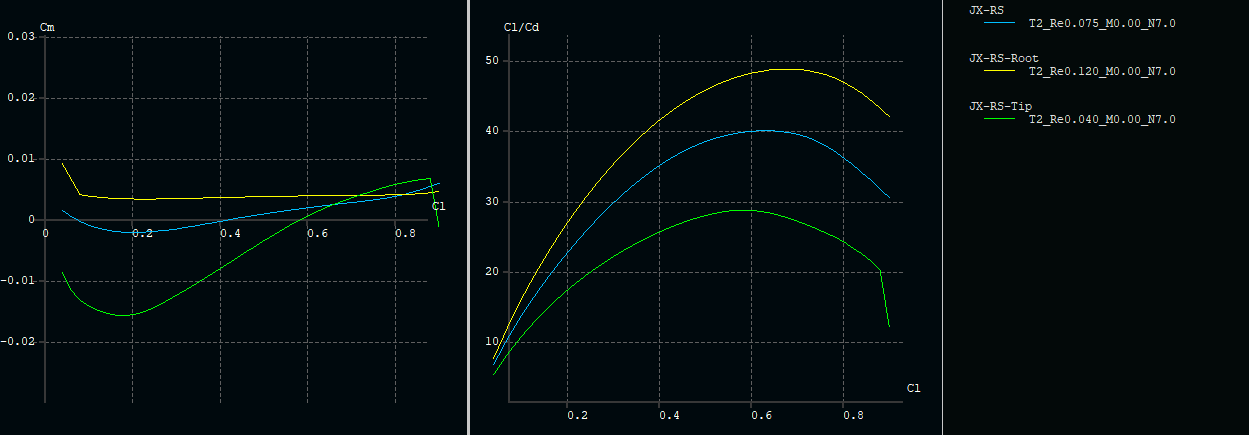 Cm
0.03
0.02
0.01
0
-0.01
-0.02
0
0.2
0.4
0.6
0.8
Cl
Cl/Cd
50
40
30
20
10
0.2
0.4
0.6
0.8
Cl
JX-RS
T2_Re0.075_M0.00_N7.0
JX-RS-Root
T2_Re0.120_M0.00_N7.0
JX-RS-Tip
T2_Re0.040_M0.00_N7.0